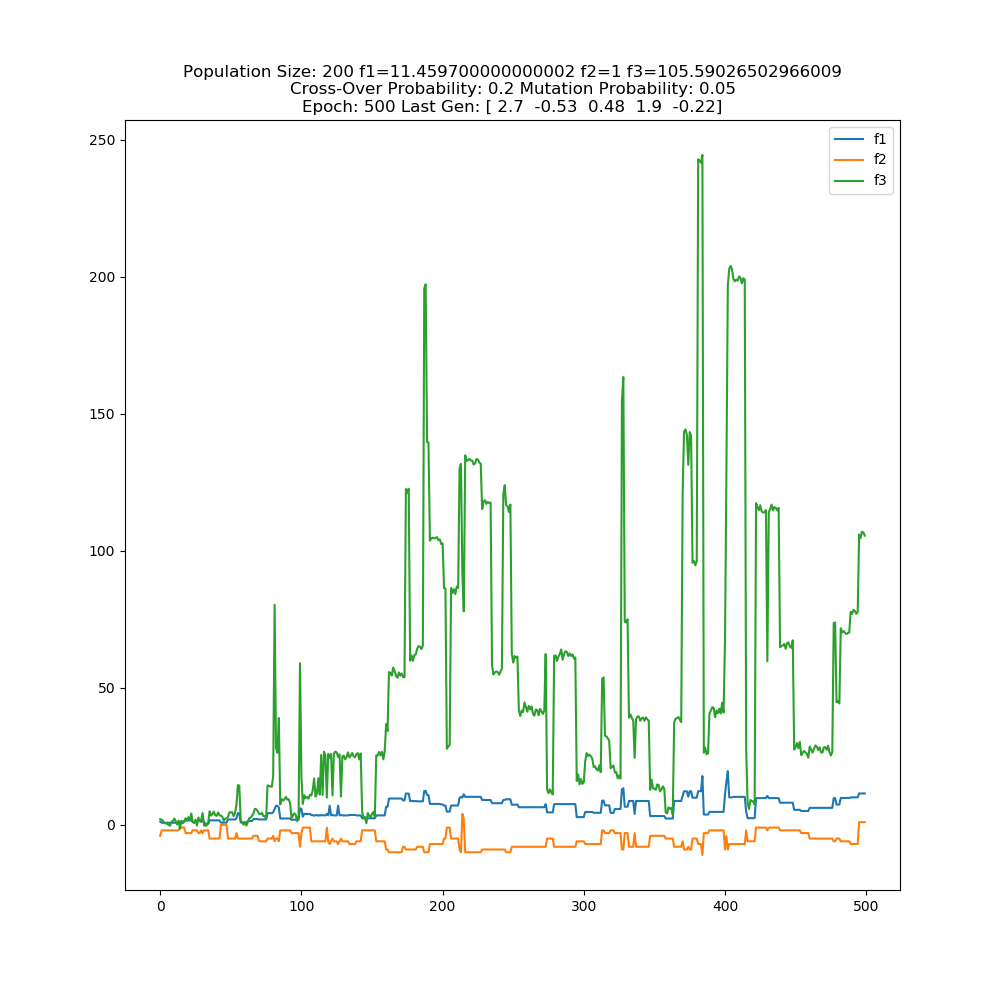 Population Size: 200 f1=11.459700000000002 f2=1 f3=105.59026502966009
Cross-Over Probability: 0.2 Mutation Probability: 0.05
Epoch: 500 Last Gen: [ 2.7 -0.53 0.48 1.9 -0.22]
f1
f2
f3
250
200
150
100
50
0
0 100 200 300 400 500